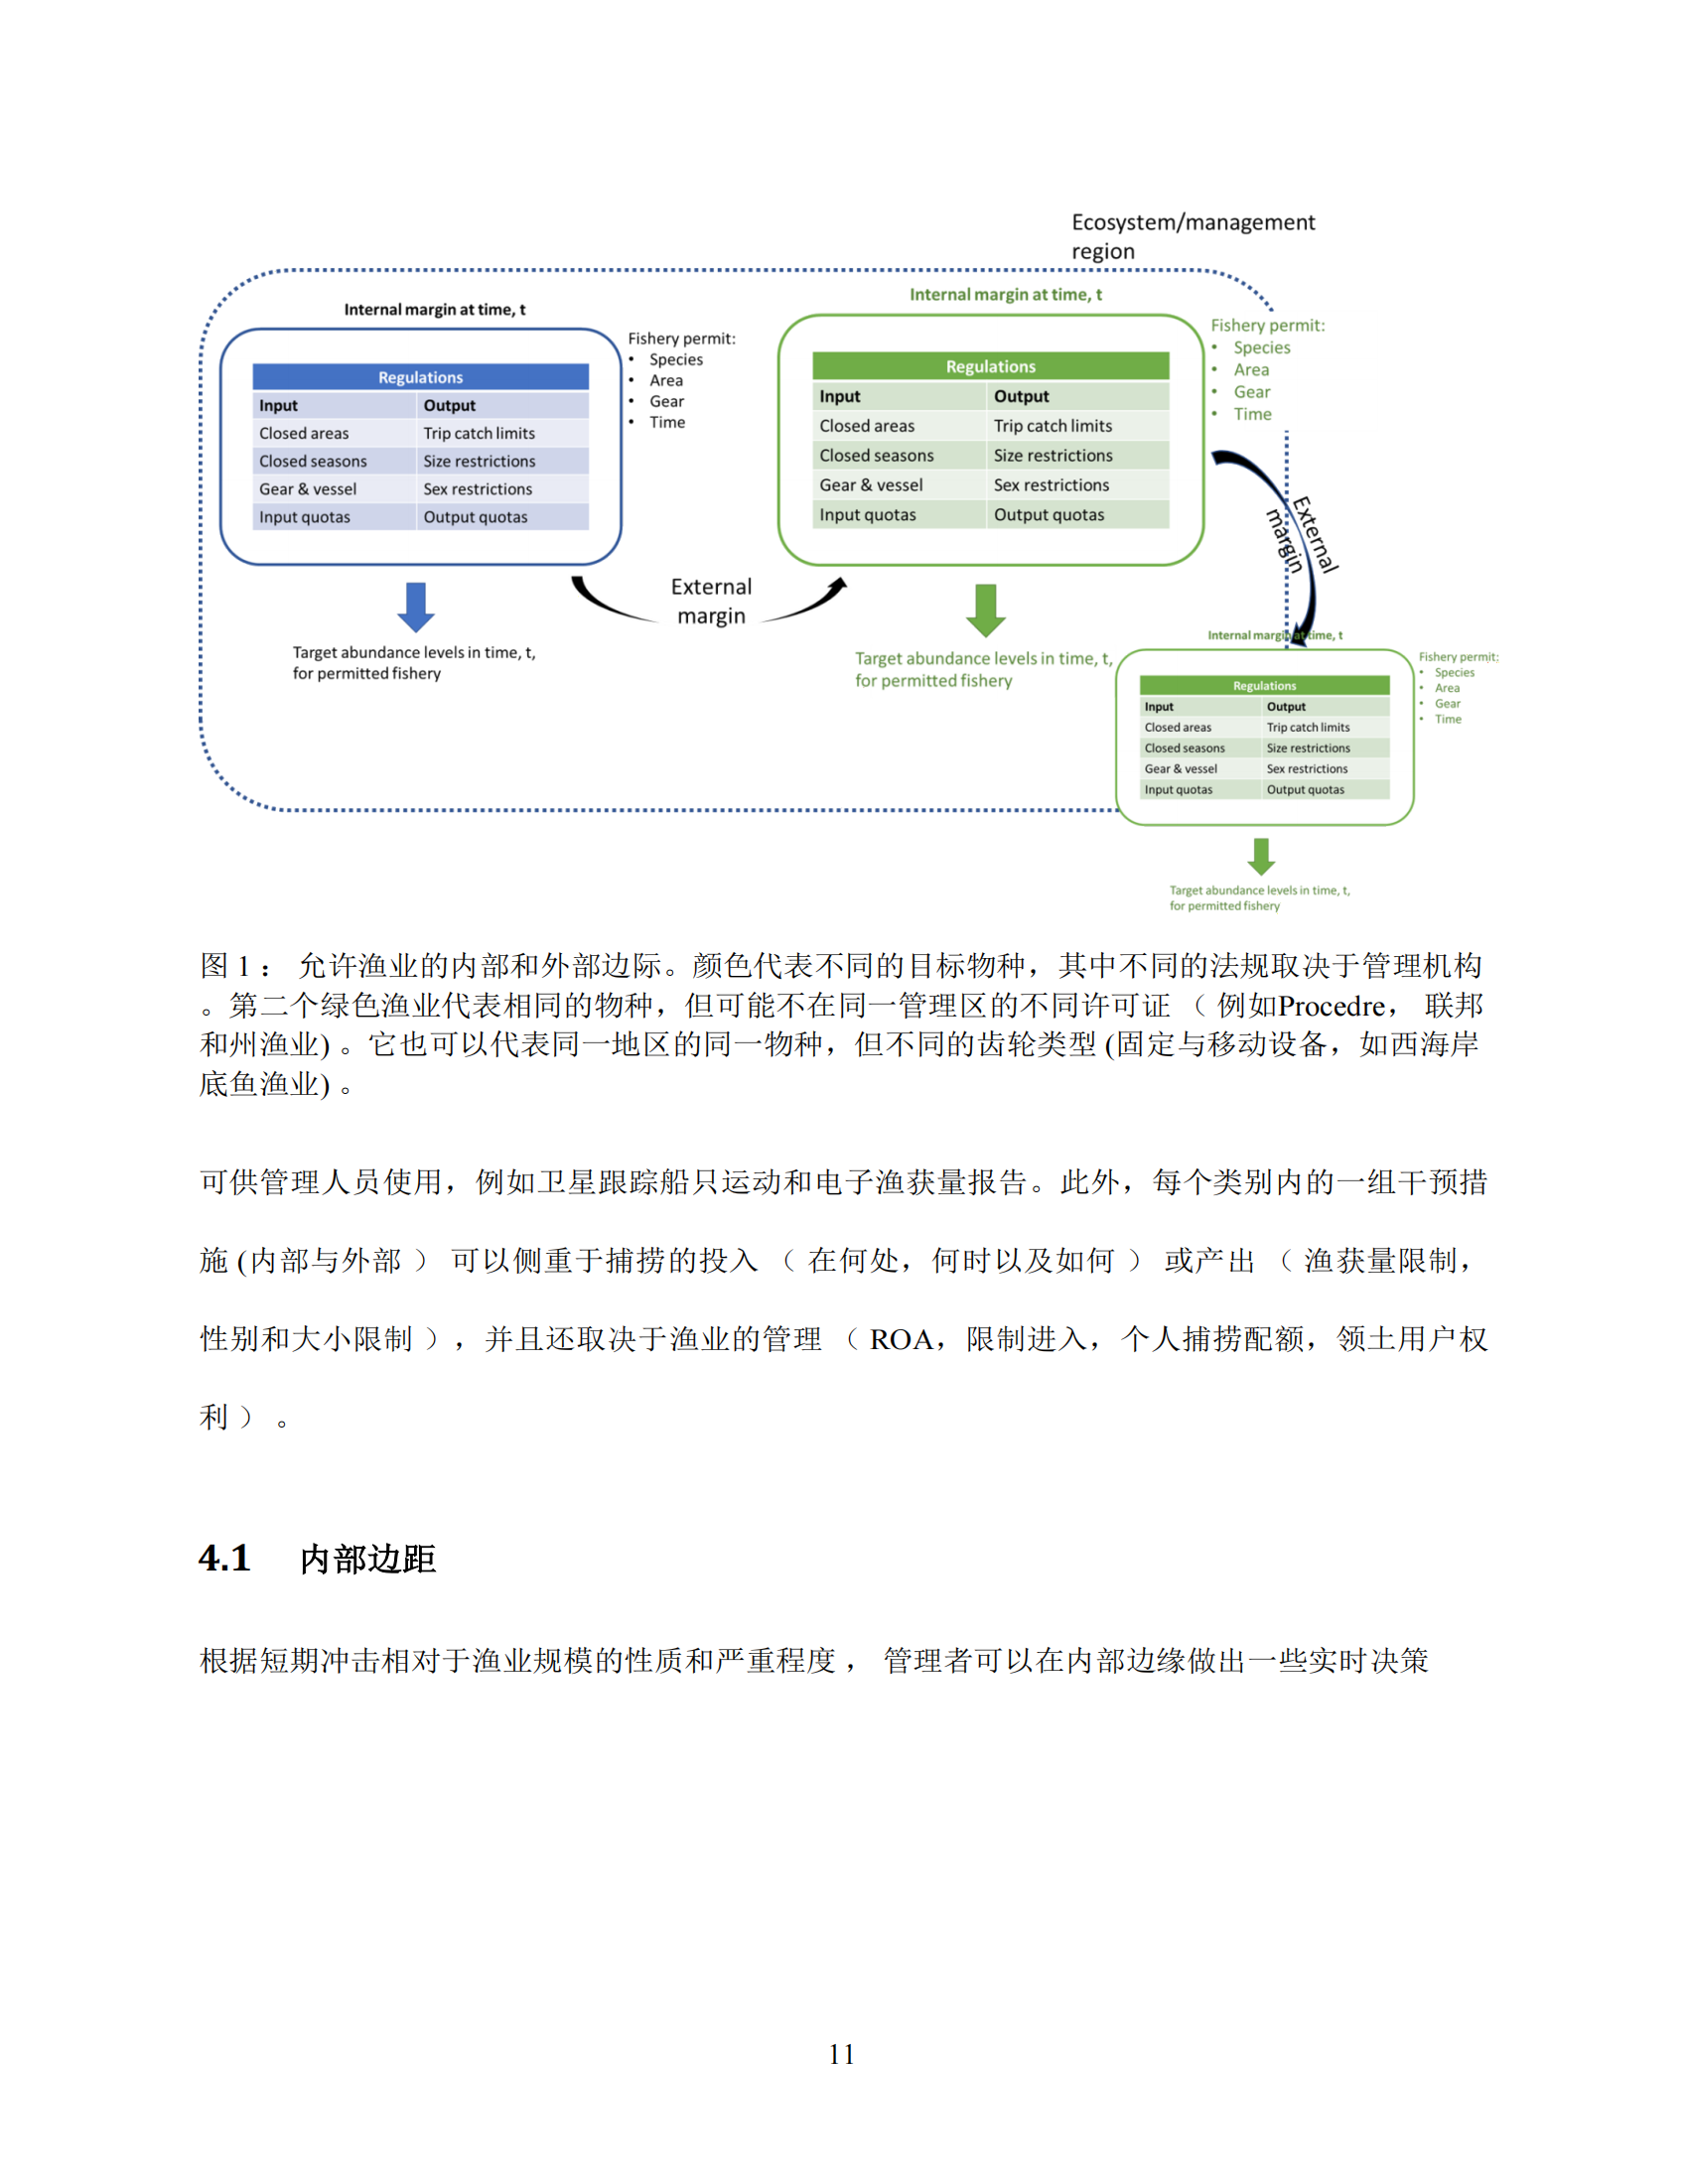 Ecosystem/management
region
Internal margin at time, t
Regulations
Input Output
Closed areas Trip catch limits
Closed seasons Size restrictions
Gear & vessel Sex restrictions
Input quotas Output quotas
Fishery permit:
• Species
• Area
• Gear
• Time
Target abundance levels in time, t,
for permitted fishery
External
margin
Internal margin at time, t
Regulations
Input Output
Closed areas Trip catch limits
Closed seasons Size restrictions
Gear & vessel Sex restrictions
Input quotas Output quotas
Fishery permit:
• Species
• Area
• Gear
• Time
Target abundance levels in time, t,
for permitted fishery
External
margin
Internal margin at time, t
Regulations
Input Output
Closed areas Trip catch limits
Closed seasons Size restrictions
Gear & vessel Sex restrictions
Input quotas Output quotas
Fishery permit:
• Species
• Area
• Gear
• Time
Target abundance levels in time, t,
for permitted fishery
图 1： 允许渔业的内部和外部边际。颜色代表不同的目标物种，其中不同的法规取决于管理机构
。第二个绿色渔业代表相同的物种，但可能不在同一管理区的不同许可证 （ 例如Procedre， 联邦
和州渔业) 。它也可以代表同一地区的同一物种，但不同的齿轮类型 (固定与移动设备，如西海岸
底鱼渔业) 。
可供管理人员使用，例如卫星跟踪船只运动和电子渔获量报告。此外，每个类别内的一组干预措
施 (内部与外部 ） 可以侧重于捕捞的投入 （ 在何处，何时以及如何 ） 或产出 （ 渔获量限制，
性别和大小限制 ），并且还取决于渔业的管理 （ ROA，限制进入，个人捕捞配额，领土用户权
利 ） 。
4.1 内部边距
根据短期冲击相对于渔业规模的性质和严重程度 ， 管理者可以在内部边缘做出一些实时决策
11